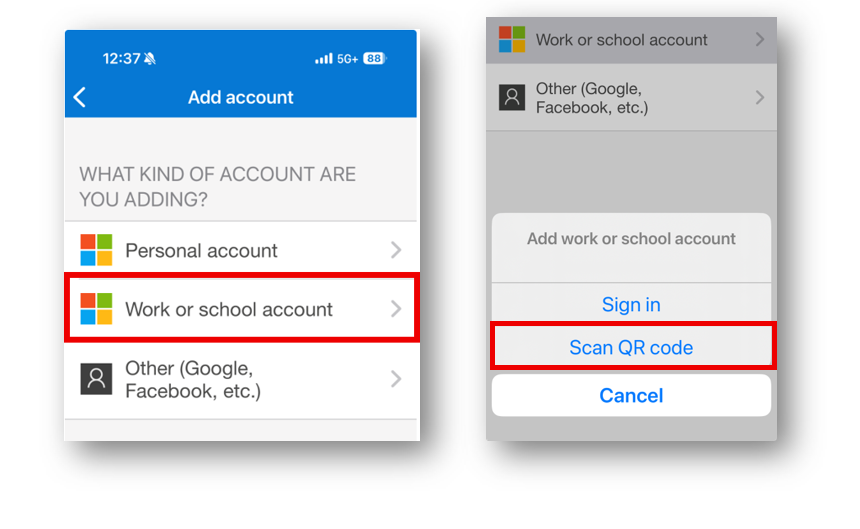 12:37
5G+ 88
Add account
WHAT KIND OF ACCOUNT ARE
YOU ADDING?
Personal account
Work or school account
Other (Google,
Facebook, etc.)
Work or school account
Other (Google,
Facebook, etc.)
Add work or school account
Sign in
Scan QR code
Cancel